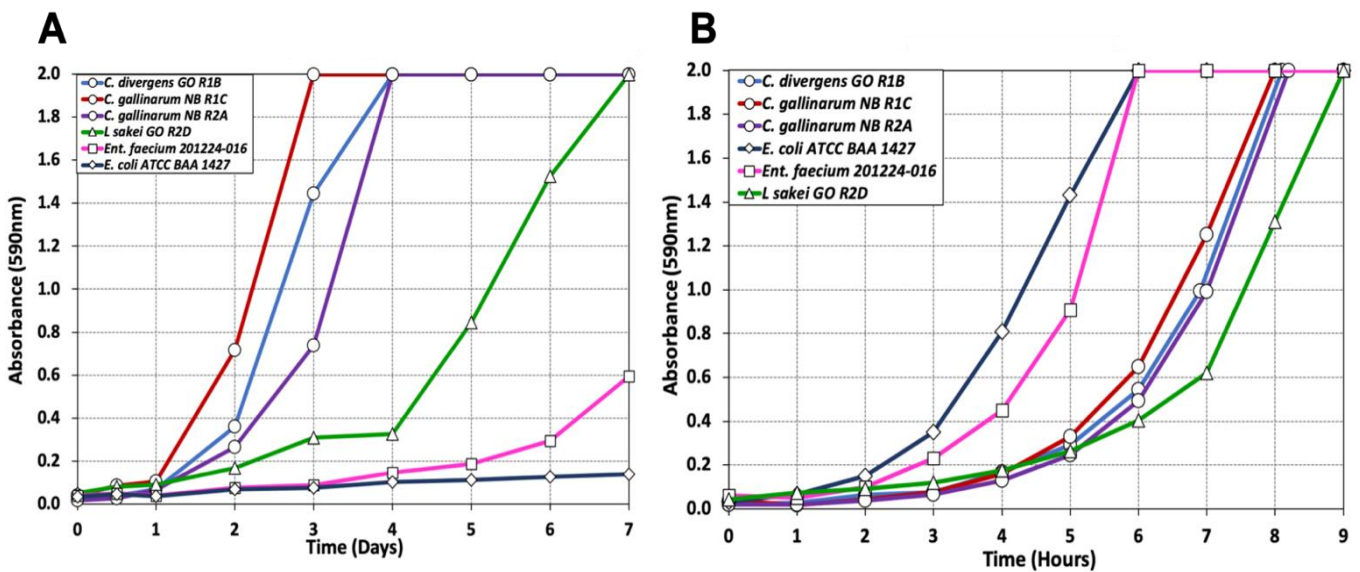 A
C. divergens GO R1B
C. gallinarum NB R1C
C. gallinarum NB R2A
L sakei GO R2D
Ent. faecium 201224-016
E. coli ATCC BAA 1427
Absorbance (590nm)
2.0
1.8
1.6
1.4
1.2
1.0
0.8
0.6
0.4
0.2
0.0
0 1 2 3 4 5 6 7
Time (Days)
B
C. divergens GO R1B
C. gallinarum NB R1C
C. gallinarum NB R2A
E. coli ATCC BAA 1427
Ent. faecium 201224-016
L sakei GO R2D
Absorbance (590nm)
2.0
1.8
1.6
1.4
1.2
1.0
0.8
0.6
0.4
0.2
0.0
0 1 2 3 4 5 6 7 8 9
Time (Hours)